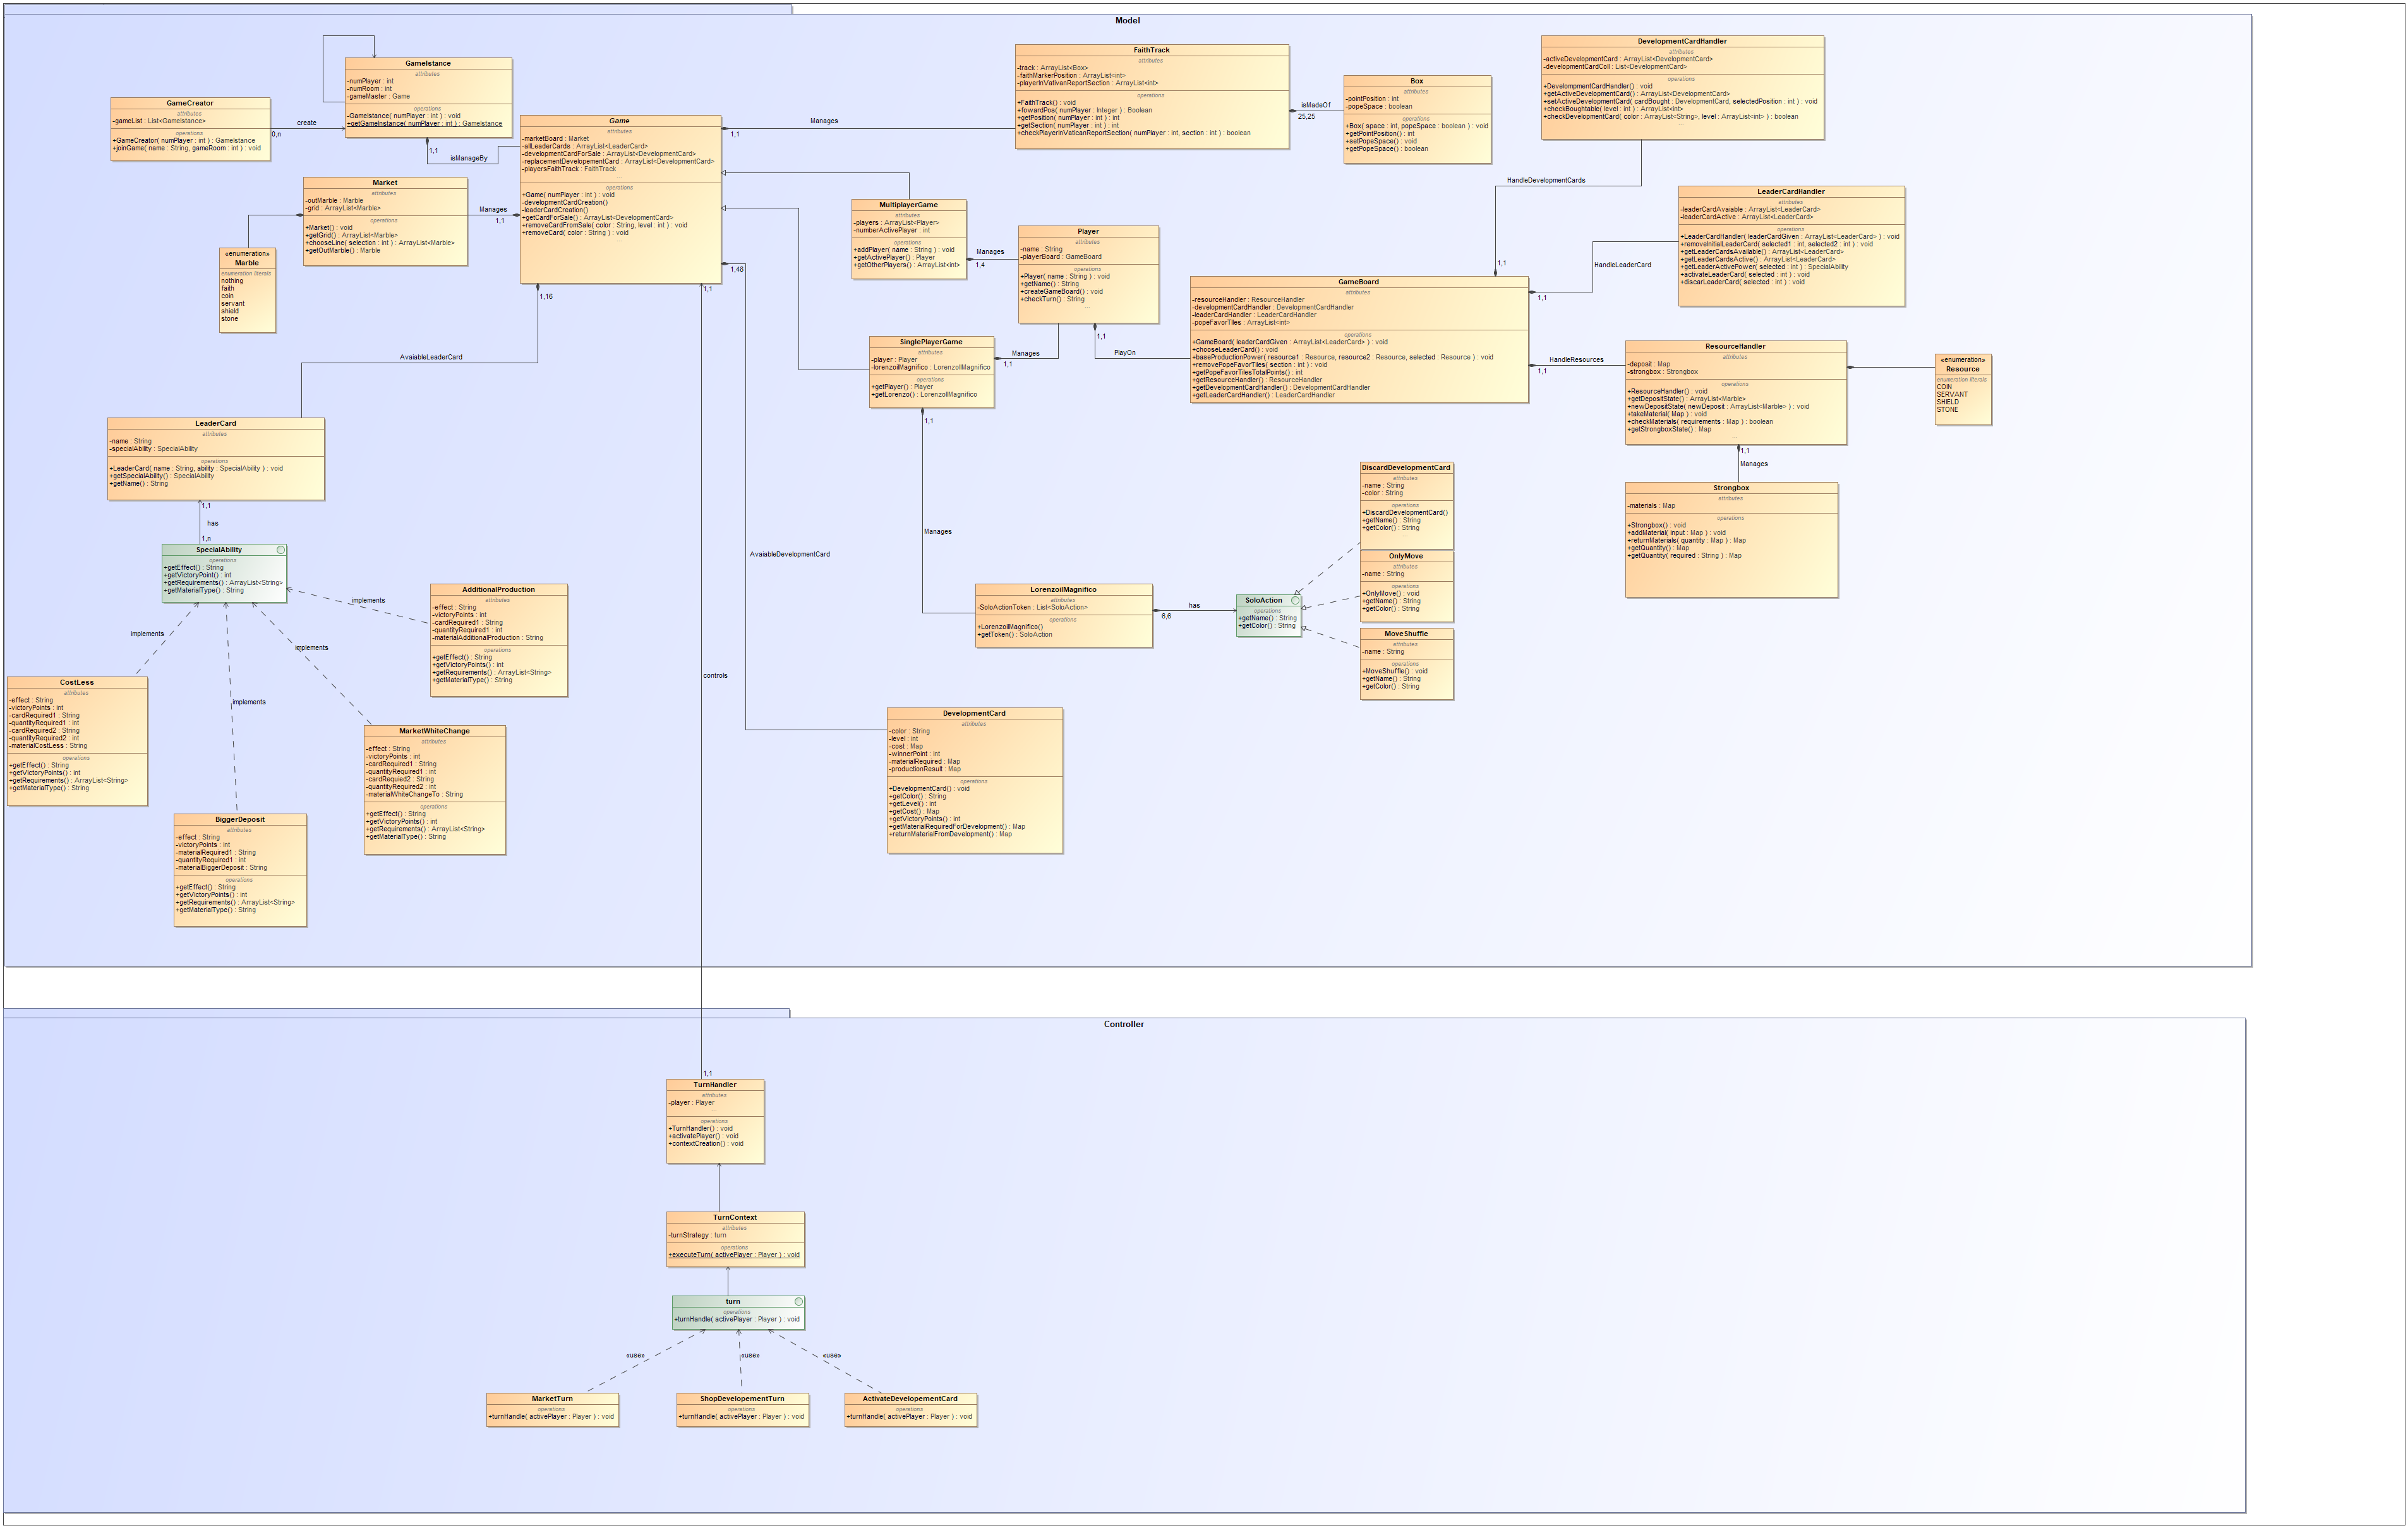 Model
GameIstance
attributes
-numPlayer : int
-numRoom : int
-gameMaster : Game
operations
-GameIstance( numPlayer : int ) : void
+getGameInstance( numPlayer : int ) : GameIstance
GameCreator
attributes
-gameList : List<GameIstance>
operations
+GameCreator( numPlayer : int ) : GameIstance
+joinGame( name : String, gameRoom : int ) : void
create
0,n
1,1
isManageBy
Game
attributes
-marketBoard : Market
-allLeaderCards : ArrayList<LeaderCard>
-developmentCardForSale : ArrayList<DevelopmentCard>
-replacementDevelopementCard : ArrayList<DevelopmentCard>
-playersFaithTrack : FaithTrack
operations
+Game( numPlayer : int ) : void
-developmentCardCreation()
-leaderCardCreation()
+getCardForSale() : ArrayList<DevelopmentCard>
+removeCardFromSale( color : String, level : int ) : void
+removeCard( color : String ) : void
Market
attributes
-outMarble : Marble
-grid : ArrayList<Marble>
operations
+Market() : void
+getGrid() : ArrayList<Marble>
+chooseLine( selection : int ) : ArrayList<Marble>
+getOutMarble() : Marble
Manages
1,1
«enumeration»
Marble
enumeration literals
nothing
faith
coin
servant
shield
stone
Manages
1,1
FaithTrack
attributes
-track : ArrayList<Box>
-faithMarkerPosition : ArrayList<int>
-playerInVativanReportSection : ArrayList<int>
operations
+FaithTrack() : void
+fowardPos( numPlayer : Integer ) : Boolean
+getPosition( numPlayer : int ) : int
+getSection( numPlayer : int ) : int
+checkPlayerInVaticanReportSection( numPlayer : int, section : int ) : boolean
isMadeOf
25,25
Box
attributes
-pointPosition : int
-popeSpace : boolean
operations
+Box( space : int, popeSpace : boolean ) : void
+getPointPosition() : int
+setPopeSpace() : void
+getPopeSpace() : boolean
DevelopmentCardHandler
attributes
-activeDevelopmentCard : ArrayList<DevelopmentCard>
-developmentCardColl : List<DevelopmentCard>
operations
+DevelompmentCardHandler() : void
+getActiveDevelopmentCard() : ArrayList<DevelopmentCard>
+setActiveDevelopmentCard( cardBought : DevelopmentCard, selectedPosition : int ) : void
+checkBoughtable( level : int ) : ArrayList<int>
+checkDevelopmentCard( color : ArrayList<String>, level : ArrayList<int> ) : boolean
HandleDevelopmentCards
1,1
LeaderCardHandler
attributes
-leaderCardAvaiable : ArrayList<LeaderCard>
-leaderCardActive : ArrayList<LeaderCard>
operations
+LeaderCardHandler( leaderCardGiven : ArrayList<LeaderCard> ) : void
+removeInitialLeaderCard( selected1 : int, selected2 : int ) : void
+getLeaderCardsAvailable() : ArrayList<LeaderCard>
+getLeaderCardsActive() : ArrayList<LeaderCard>
+getLeaderActivePower( selected : int ) : SpecialAbility
+activateLeaderCard( selected : int ) : void
+discarLeaderCard( selected : int ) : void
HandleLeaderCard
1,1
MultiplayerGame
attributes
-players : ArrayList<Player>
-numberActivePlayer : int
operations
+addPlayer( name : String ) : void
+getActivePlayer() : Player
+getOtherPlayers() : ArrayList<int>
Manages
1,4
Player
attributes
-name : String
-playerBoard : GameBoard
operations
+Player( name : String ) : void
+getName() : String
+createGameBoard() : void
+checkTurn() : String
1,1
PlayOn
GameBoard
attributes
-resourceHandler : ResourceHandler
-developmentCardHandler : DevelopmentCardHandler
-leaderCardHandler : LeaderCardHandler
-popeFavorTiles : ArrayList<int>
operations
+GameBoard( leaderCardGiven : ArrayList<LeaderCard> ) : void
+chooseLeaderCard() : void
+baseProductionPower( resource1 : Resource, resource2 : Resource, selected : Resource ) : void
+removePopeFavorTiles( section : int ) : void
+getPopeFavorTilesTotalPoints() : int
+getResourceHandler() : ResourceHandler
+getDevelopmentCardHandler() : DevelopmentCardHandler
+getLeaderCardHandler() : LeaderCardHandler
HandleResources
1,1
ResourceHandler
attributes
-deposit : Map
-strongbox : Strongbox
operations
+ResourceHandler() : void
+getDepositState() : ArrayList<Marble>
+newDepositState( newDeposit : ArrayList<Marble> ) : void
+takeMaterial( Map ) : void
+checkMaterials( requirements : Map ) : boolean
+getStrongboxState() : Map
«enumeration»
Resource
enumeration literals
COIN
SERVANT
SHIELD
STONE
1,1
Manages
Strongbox
attributes
-materials : Map
operations
+Strongbox() : void
+addMaterial( input : Map ) : void
+returnMaterials( quantity : Map ) : Map
+getQuantity() : Map
+getQuantity( required : String ) : Map
SinglePlayerGame
attributes
-player : Player
-lorenzoilMagnifico : LorenzoilMagnifico
operations
+getPlayer() : Player
+getLorenzo() : LorenzoilMagnifico
Manages
1,1
1,1
Manages
1,48
1,1
1,16
AvaiableLeaderCard
AvaiableDevelopmentCard
LeaderCard
attributes
-name : String
-specialAbility : SpecialAbility
operations
+LeaderCard( name : String, ability : SpecialAbility ) : void
+getSpecialAbility() : SpecialAbility
+getName() : String
1,1
has
1,n
SpecialAbility
operations
+getEffect() : String
+getVictoryPoint() : int
+getRequirements() : ArrayList<String>
+getMaterialType() : String
implements
implements
implements
implements
AdditionalProduction
attributes
-effect : String
-victoryPoints : int
-cardRequired1 : String
-quantityRequired1 : int
-materialAdditionalProduction : String
operations
+getEffect() : String
+getVictoryPoints() : int
+getRequirements() : ArrayList<String>
+getMaterialType() : String
CostLess
attributes
-effect : String
-victoryPoints : int
-cardRequired1 : String
-quantityRequired1 : int
-cardRequired2 : String
-quantityRequired2 : int
-materialCostLess : String
operations
+getEffect() : String
+getVictoryPoints() : int
+getRequirements() : ArrayList<String>
+getMaterialType() : String
MarketWhiteChange
attributes
-effect : String
-victoryPoints : int
-cardRequired1 : String
-quantityRequired1 : int
-cardRequied2 : String
-quantityRequired2 : int
-materialWhiteChangeTo : String
operations
+getEffect() : String
+getVictoryPoints() : int
+getRequirements() : ArrayList<String>
+getMaterialType() : String
BiggerDeposit
attributes
-effect : String
-victoryPoints : int
-materialRequired1 : String
-quantityRequired1 : int
-materialBiggerDeposit : String
operations
+getEffect() : String
+getVictoryPoints() : int
+getRequirements() : ArrayList<String>
+getMaterialType() : String
DiscardDevelopmentCard
attributes
-name : String
-color : String
operations
+DiscardDevelopmentCard()
+getName() : String
+getColor() : String
OnlyMove
attributes
-name : String
operations
+OnlyMove() : void
+getName() : String
+getColor() : String
MoveShuffle
attributes
-name : String
operations
+MoveShuffle() : void
+getName() : String
+getColor() : String
LorenzoilMagnifico
attributes
-SoloActionToken : List<SoloAction>
operations
+LorenzoilMagnifico()
+getToken() : SoloAction
has
6,6
SoloAction
operations
+getName() : String
+getColor() : String
controls
DevelopmentCard
attributes
-color : String
-level : int
-cost : Map
-winnerPoint : int
-materialRequired : Map
-productionResult : Map
operations
+DevelopmentCard() : void
+getColor() : String
+getLevel() : int
+getCost() : Map
+getVictoryPoints() : int
+getMaterialRequiredForDevelopment() : Map
+returnMaterialFromDevelopment() : Map
Controller
1,1
TurnHandler
attributes
-player : Player
operations
+TurnHandler() : void
+activatePlayer() : void
+contextCreation() : void
TurnContext
attributes
-turnStrategy : turn
operations
+executeTurn( activePlayer : Player ) : void
turn
operations
+turnHandle( activePlayer : Player ) : void
«use»
«use»
«use»
MarketTurn
operations
+turnHandle( activePlayer : Player ) : void
ShopDevelopementTurn
operations
+turnHandle( activePlayer : Player ) : void
ActivateDevelopementCard
operations
+turnHandle( activePlayer : Player ) : void